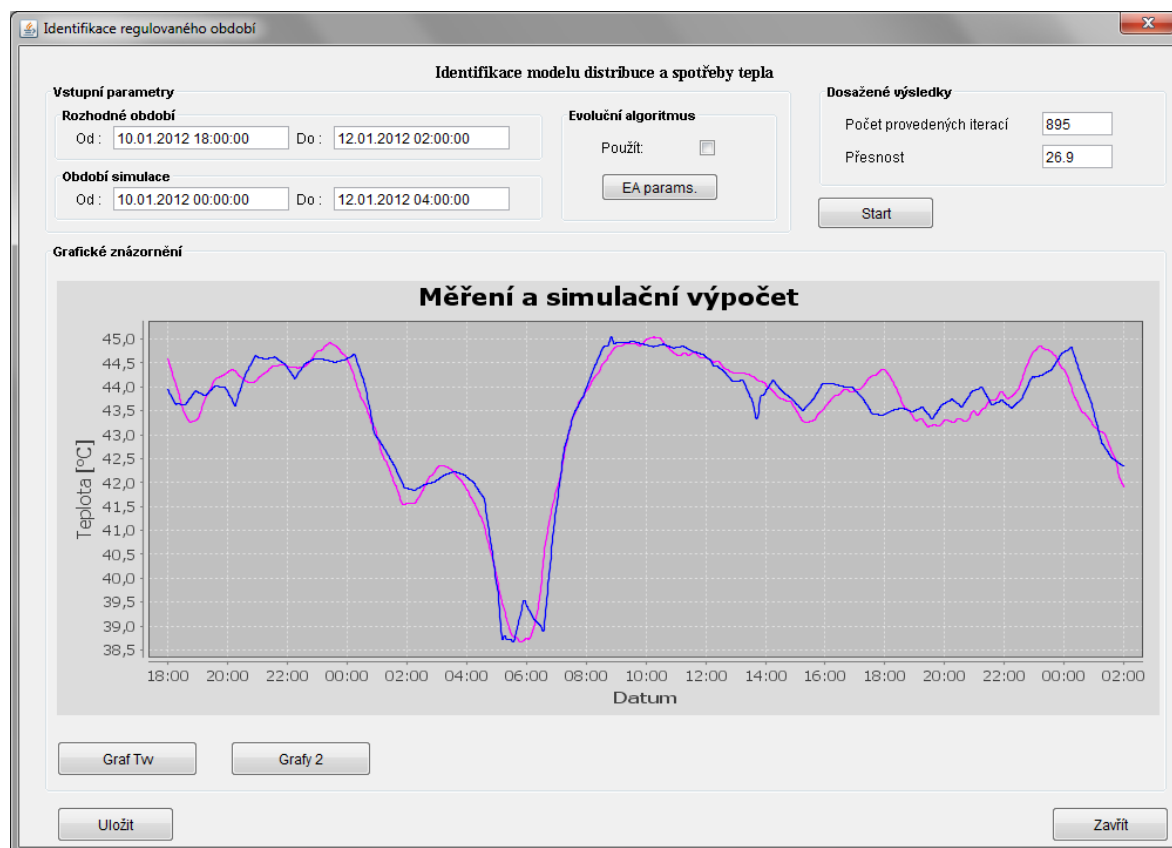 Identifikace regulovaného období
Identifikace modelu distribuce a spotřeby tepla
Vstupní parametry
Rozhodné období
Od : 10.01.2012 18:00:00 Do : 12.01.2012 02:00:00
Období simulace
Od : 10.01.2012 00:00:00 Do : 12.01.2012 04:00:00
Evoluční algoritmus
Použít:
EA params.
Dosažené výsledky
Počet provedených iterací 895
Přesnost 26.9
Start
Grafické znázornění
Měření a simulační výpočet
Teplota [°C]
45,0
44,5
44,0
43,5
43,0
42,5
42,0
41,5
41,0
40,5
40,0
39,5
39,0
38,5
18:00 20:00 22:00 00:00 02:00 04:00 06:00 08:00 10:00 12:00 14:00 16:00 18:00 20:00 22:00 00:00 02:00
Datum
Graf Tw Grafy 2
Uložit Zavřít